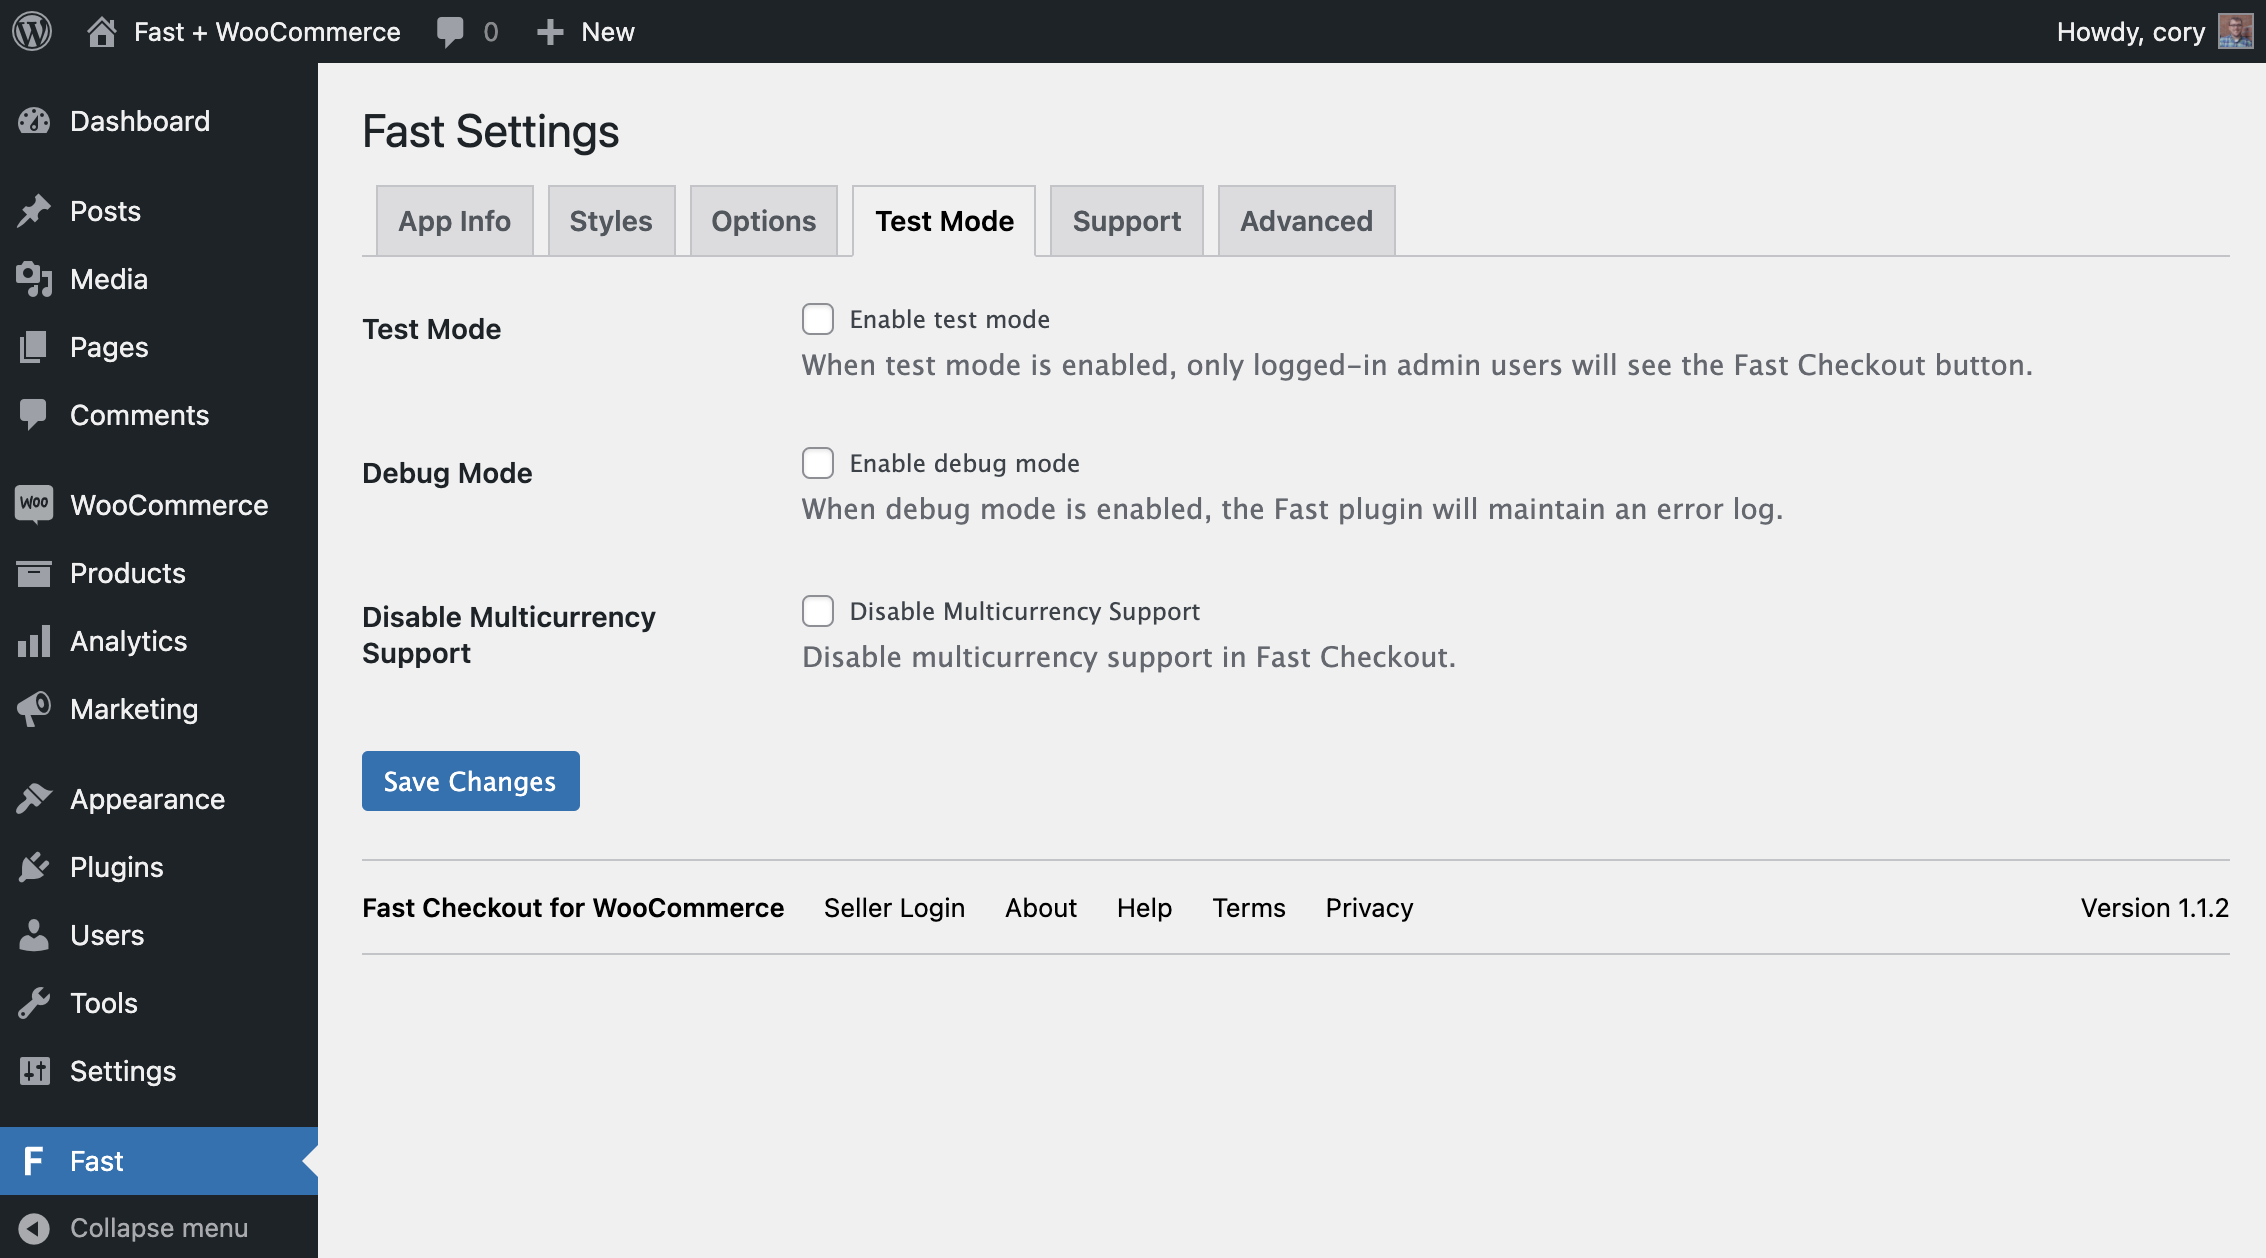 Fast + WooCommerce 0 New Howdy, cory
Dashboard
Posts
Media
Pages
Comments
Woo WooCommerce
Products
Analytics
Marketing
Appearance
Plugins
Users
Tools
Settings
F Fast
Collapse menu
Fast Settings
App Info Styles Options Test Mode Support Advanced
Test Mode
Enable test mode
When test mode is enabled, only logged-in admin users will see the Fast Checkout button.
Debug Mode
Enable debug mode
When debug mode is enabled, the Fast plugin will maintain an error log.
Disable Multicurrency
Support
Disable Multicurrency Support
Disable multicurrency support in Fast Checkout.
Save Changes
Fast Checkout for WooCommerce Seller Login About Help Terms Privacy Version 1.1.2